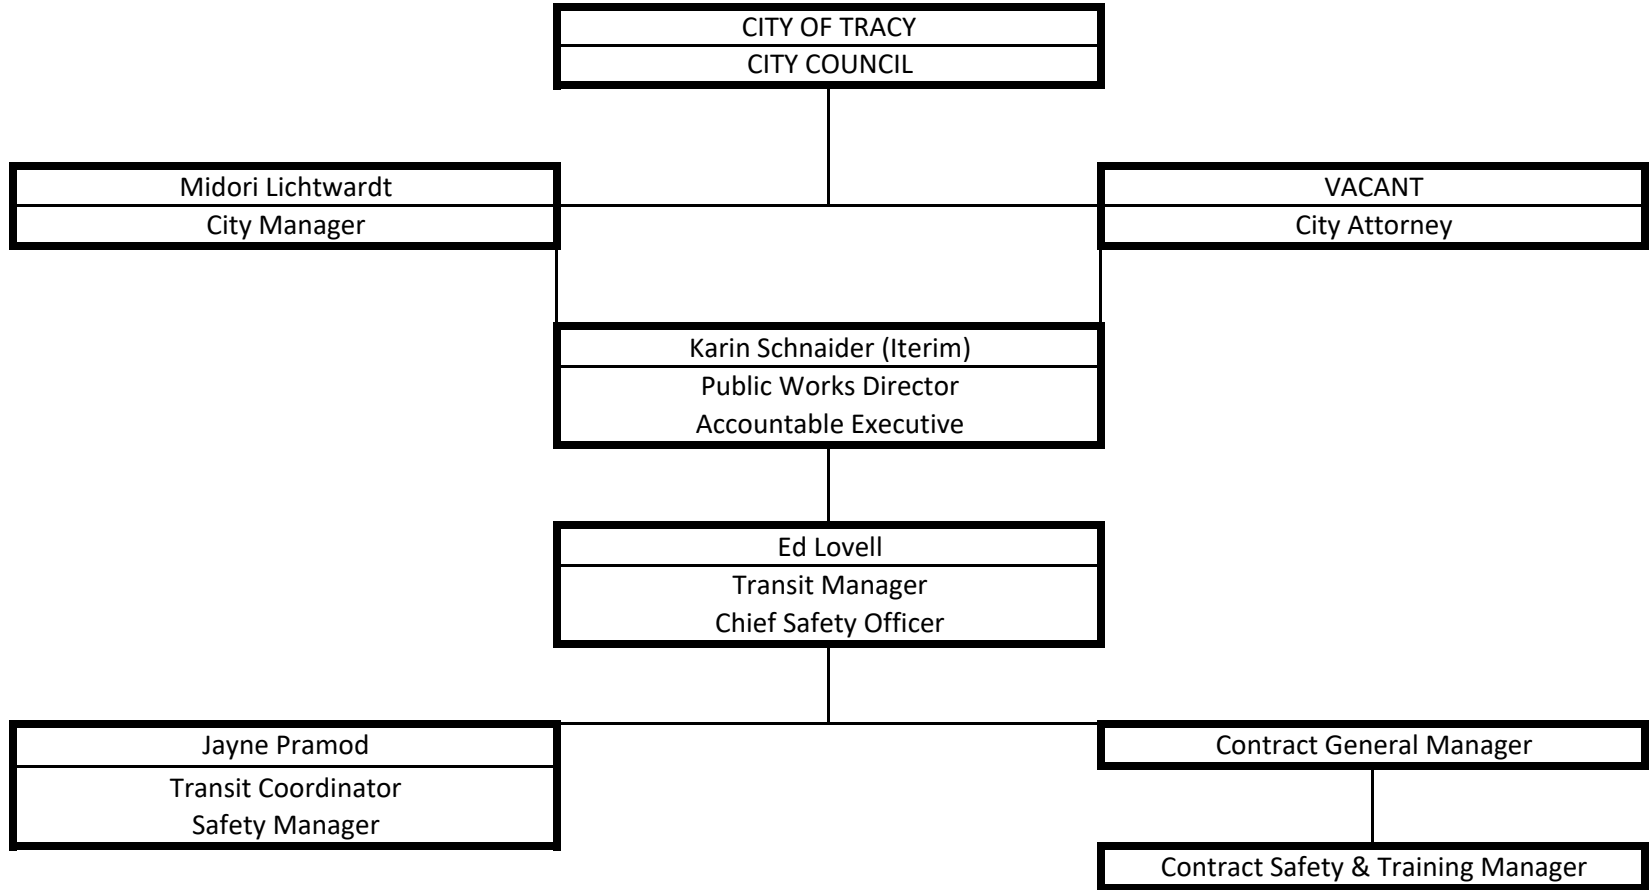 CITY OF TRACY
CITY COUNCIL
Midori Lichtwardt
City Manager
VACANT
City Attorney
Karin Schnaider (Iterim)
Public Works Director
Accountable Executive
Ed Lovell
Transit Manager
Chief Safety Officer
Jayne Pramod
Transit Coordinator
Safety Manager
Contract General Manager
Contract Safety & Training Manager